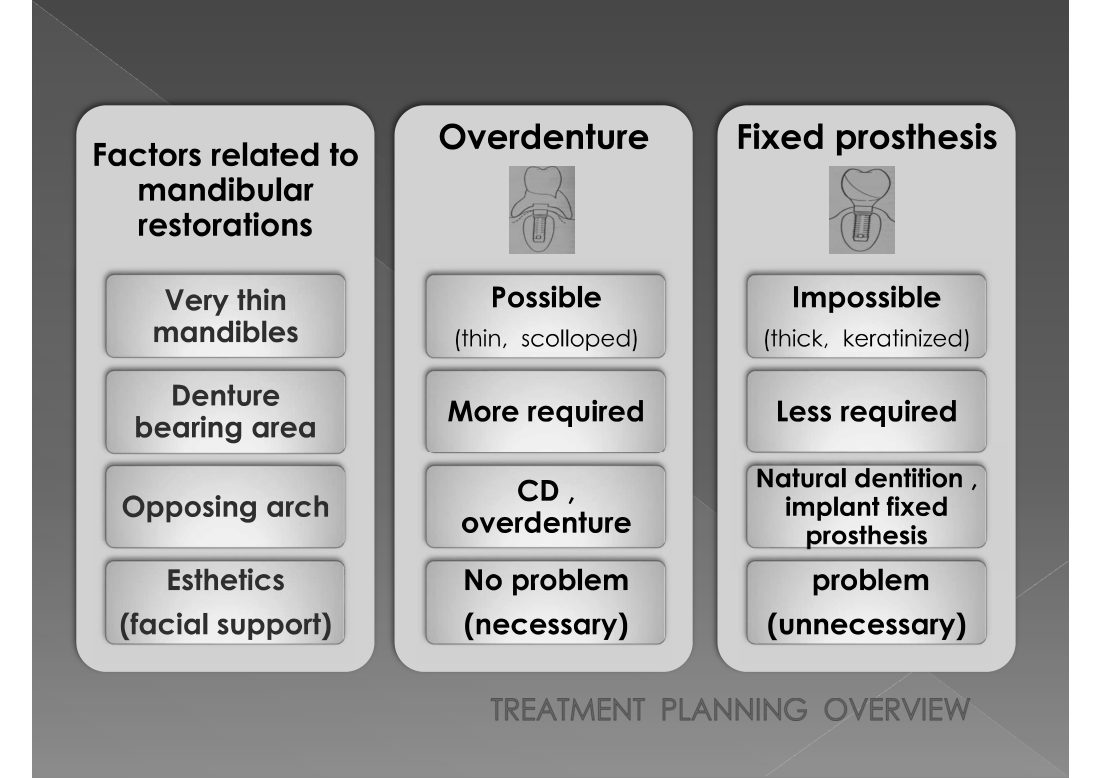 Factors related to
mandibular
restorations
Very thin
mandibles
Denture
bearing area
Opposing arch
Esthetics
(facial support)
Overdenture
Possible
(thin, scolloped)
More required
CD ,
overdenture
No problem
(necessary)
Fixed prosthesis
Impossible
(thick, keratinized)
Less required
Natural dentition ,
implant fixed
prosthesis
problem
(unnecessary)
TREATMENT PLANNING OVERVIEW